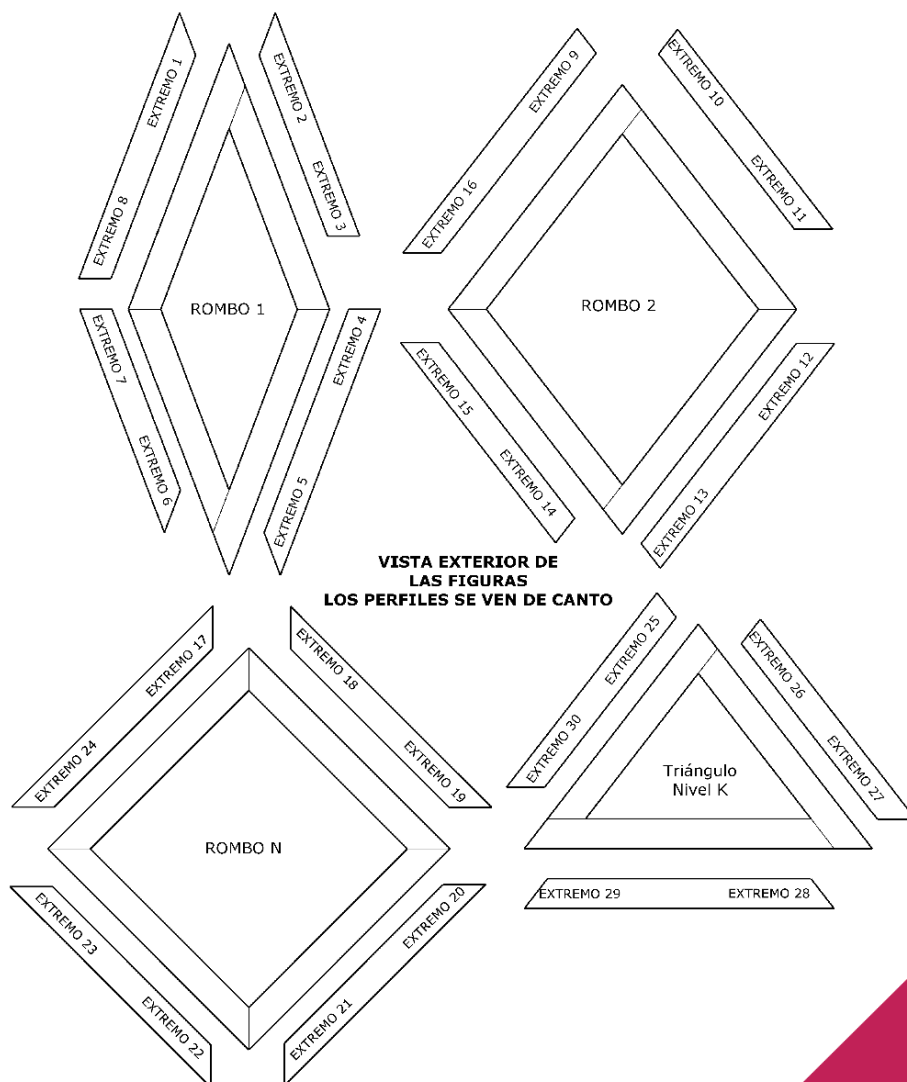 EXTREMO 1
EXTREMO 2
EXTREMO 3
EXTREMO 8
ROMBO 1
EXTREMO 4
EXTREMO 7
EXTREMO 6
EXTREMO 5
EXTREMO 9
EXTREMO 10
EXTREMO 16
EXTREMO 11
ROMBO 2
EXTREMO 12
EXTREMO 15
EXTREMO 14
EXTREMO 13
VISTA EXTERIOR DE
LAS FIGURAS
LOS PERFILES SE VEN DE CANTO
EXTREMO 17
EXTREMO 18
EXTREMO 24
EXTREMO 19
ROMBO N
EXTREMO 20
EXTREMO 23
EXTREMO 22
EXTREMO 21
EXTREMO 25
EXTREMO 26
EXTREMO 30
EXTREMO 27
Triángulo
Nivel K
EXTREMO 29
EXTREMO 28